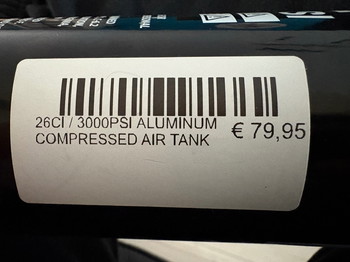 26CI / 3000PSI ALUMINUM
COMPRESSED AIR TANK
€ 79,95